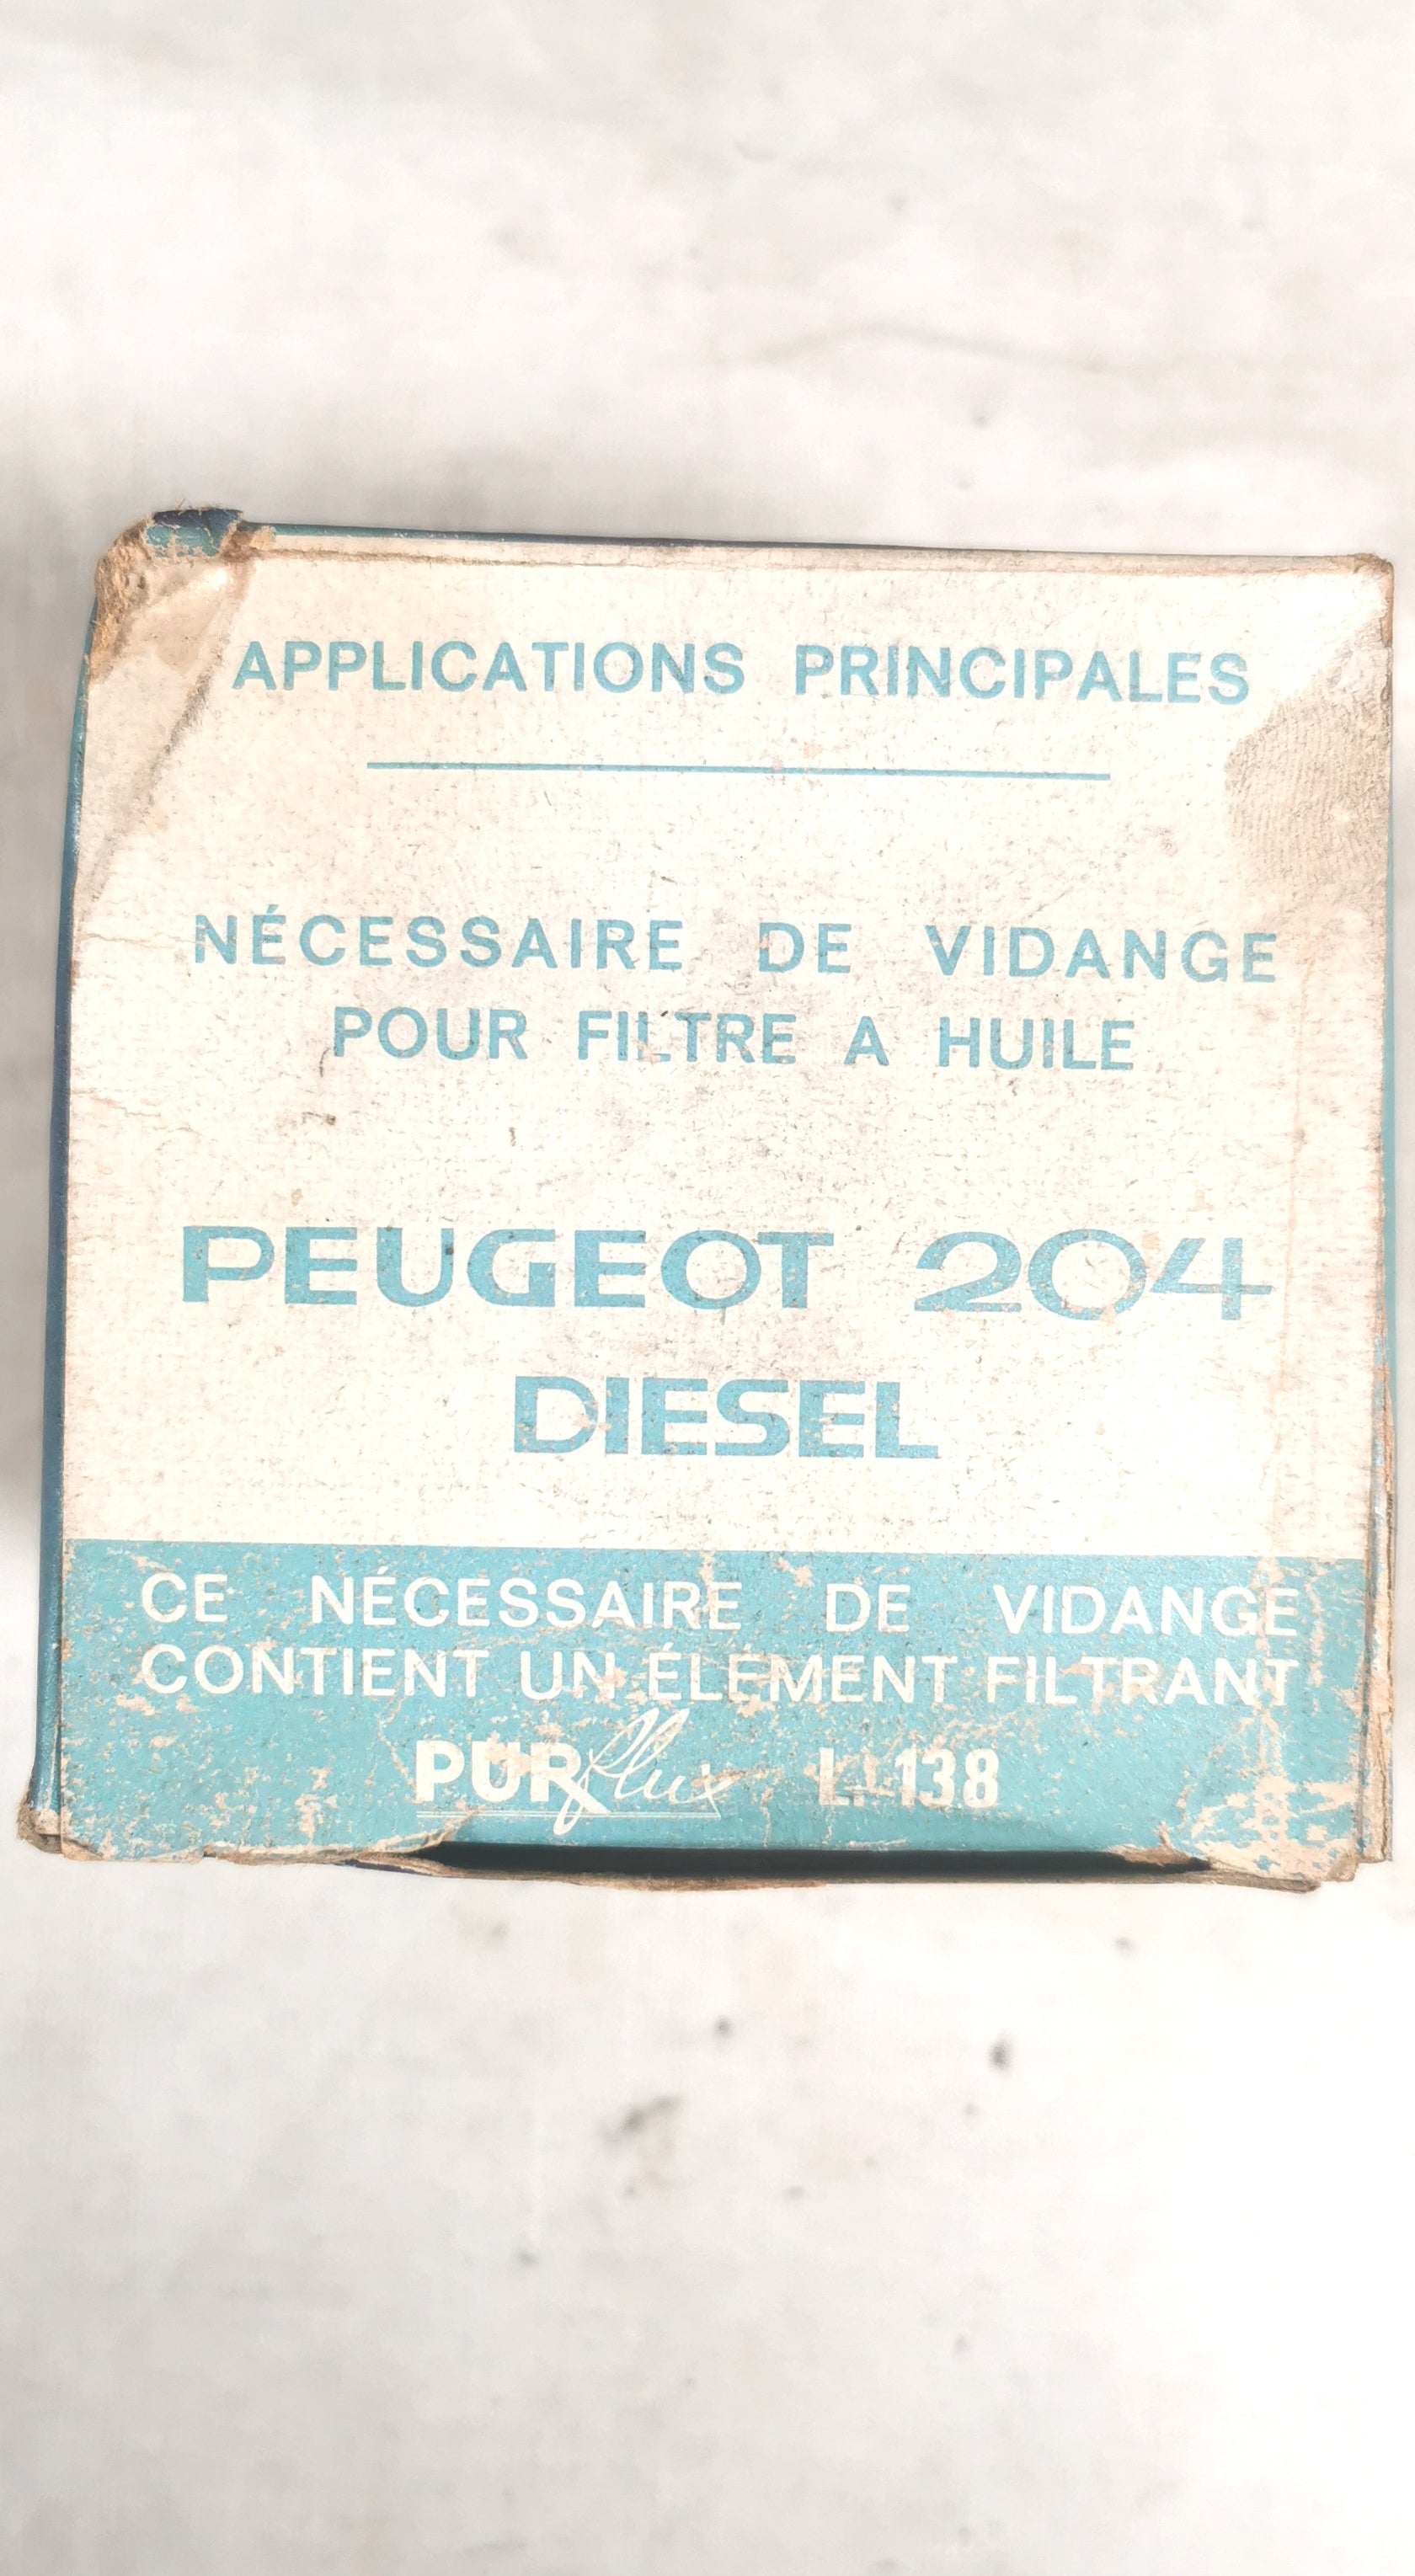 APPLICATIONS PRINCIPALES
NÉCESSAIRE DE VIDANGE
POUR FILTRE A HUILE
PEUGEOT 204
DIESEL
CE NÉCESSAIRE DE VIDANGE
CONTIENT UN ÉLÉMENT FILTRANT
PURflux L. 138